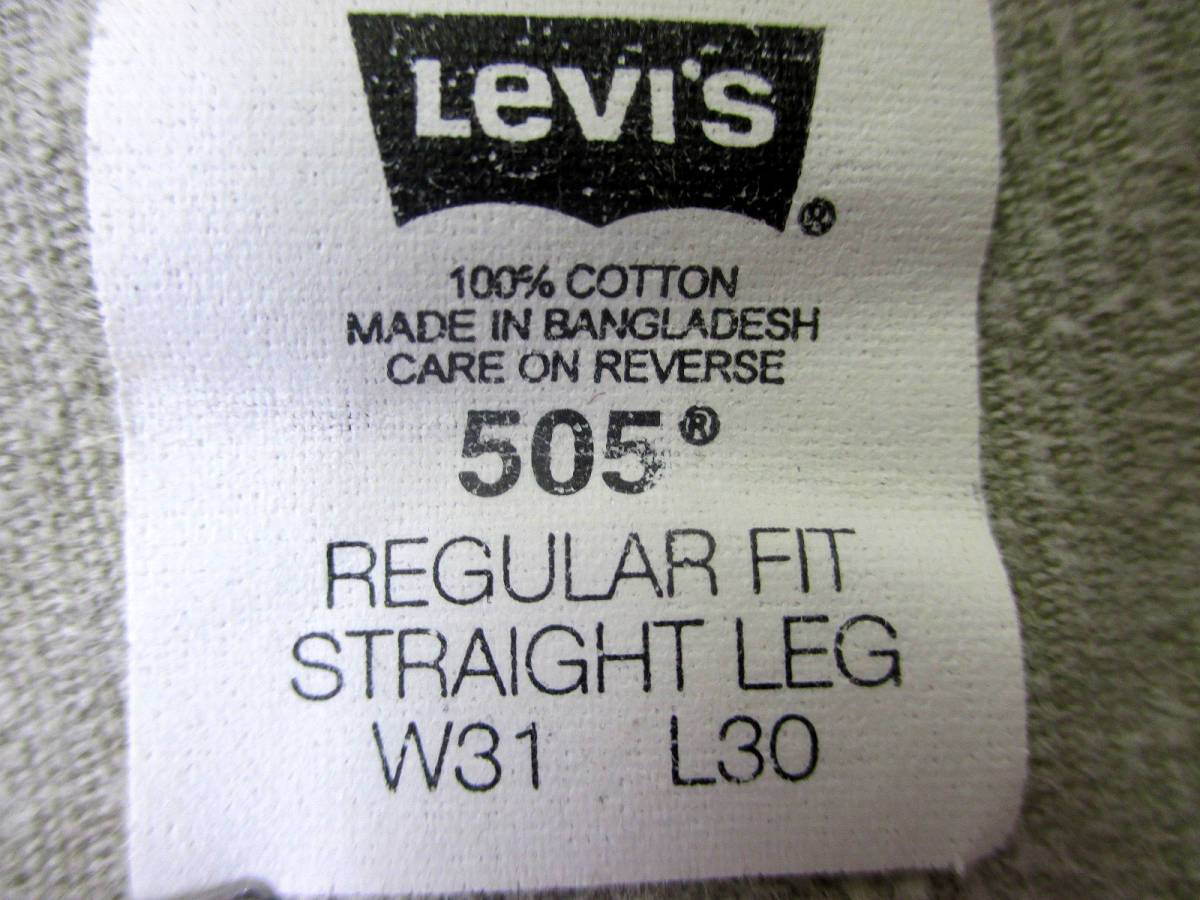 Levi's®
100% COTTON
MADE IN BANGLADESH
CARE ON REVERSE
505®
REGULAR FIT
STRAIGHT LEG
W31 L30